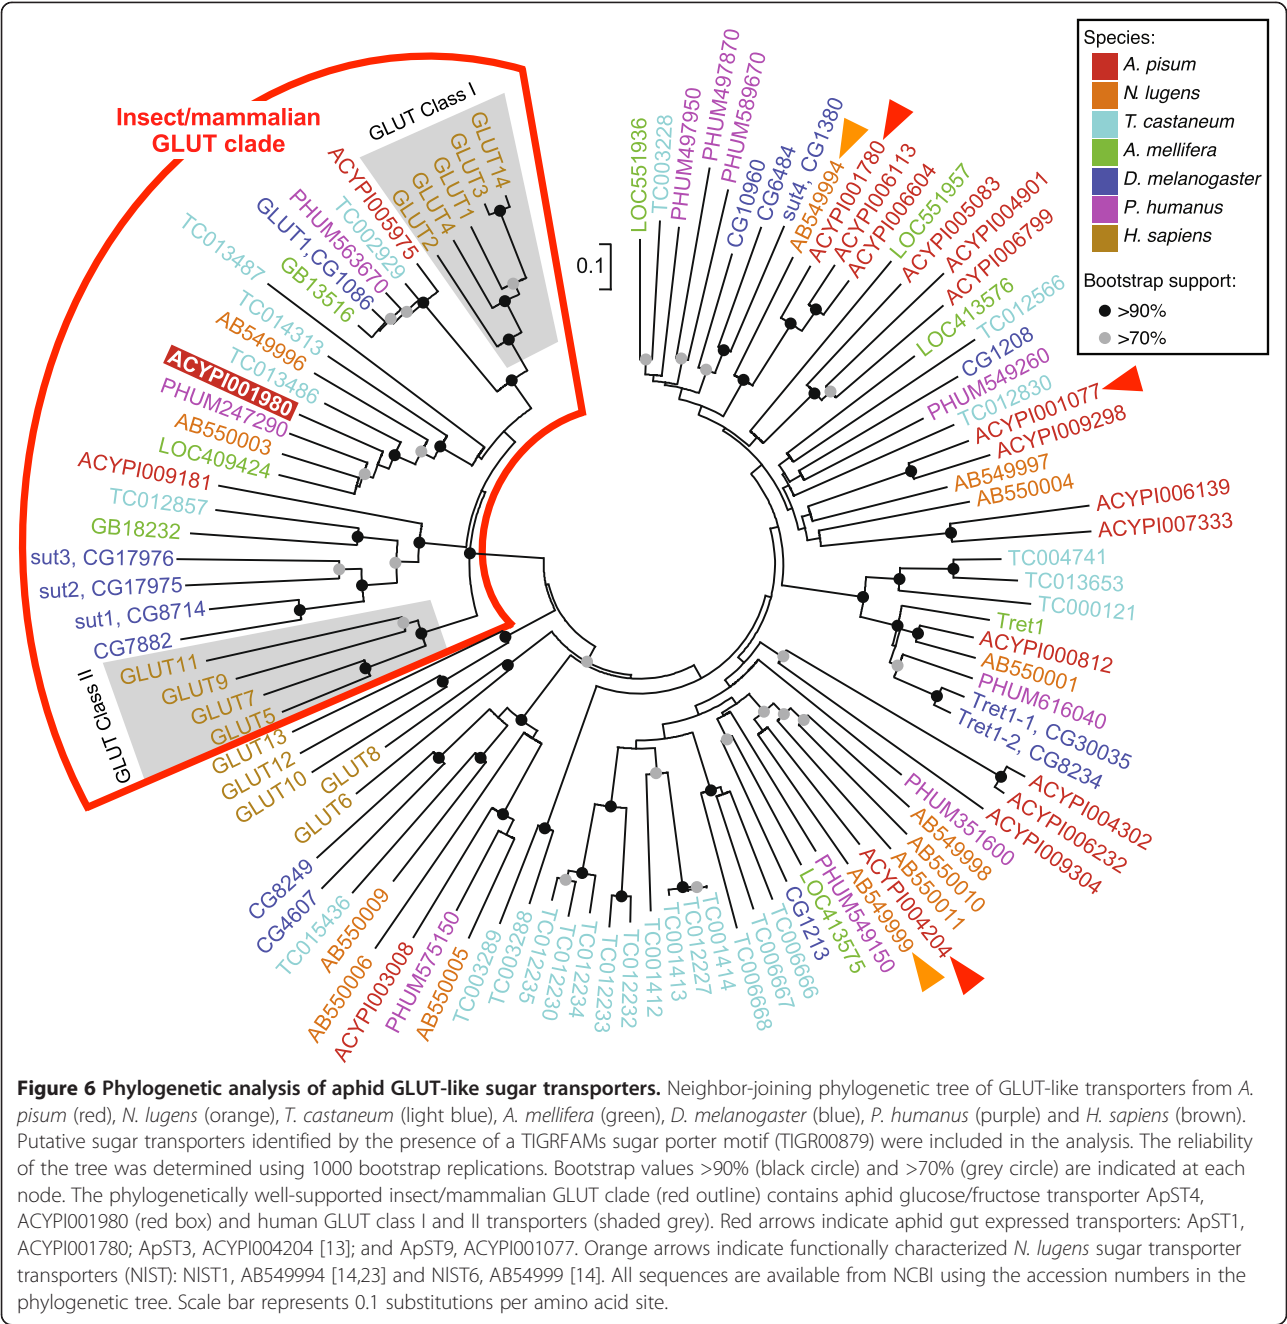 Insect/mammalian
GLUT clade
GLUT Class I
GLUT14
GLUT3
GLUT1
GLUT4
GLUT2
ACYPI005975
TC002929
PHUM563670
GLUT1,CG1086
GB13516
TC013487
TC014313
AB549996
TC013486
ACYPI001980
PHUM247290
AB550003
LOC409424
ACYPI009181
TC012857
GB18232
sut3, CG17976
sut2, CG17975
sut1, CG8714
CG7882
GLUT Class II
GLUT11
GLUT9
GLUT7
GLUT5
GLUT13
GLUT12
GLUT10
GLUT8
GLUT6
CG8249
CG4607
TC015436
AB550009
AB550006
ACYPI003008
PHUM575150
AB550005
TC003289
TC003288
TC012235
TC012230
TC012234
TC012233
TC012232
TC001412
TC001413
TC012227
TC001414
TC006668
TC006667
TC006666
CG1213
LOC413575
PHUM549150
AB549999
ACYPI004204
AB550011
AB550010
AB549998
PHUM351600
ACYPI009304
ACYPI006232
ACYPI004302
Tret1-2, CG8234
Tret1-1, CG30035
PHUM616040
AB550001
ACYPI000812
Tret1
TC000121
TC013653
TC004741
ACYPI007333
ACYPI006139
AB550004
AB549997
ACYPI009298
ACYPI001077
TC012830
PHUM549260
CG1208
TC012566
LOC413576
ACYPI006799
ACYPI004901
ACYPI005083
LOC551957
ACYPI006604
ACYPI006113
ACYPI001780
AB549994
sut4, CG1380
CG6484
CG10960
PHUM589670
PHUM497870
PHUM497950
TC003228
LOC551936
0.1
Species:
A. pisum
N. lugens
T. castaneum
A. mellifera
D. melanogaster
P. humanus
H. sapiens
Bootstrap support:
>90%
>70%
Figure 6 Phylogenetic analysis of aphid GLUT-like sugar transporters. Neighbor-joining phylogenetic tree of GLUT-like transporters from A.
pisum (red), N. lugens (orange), T. castaneum (light blue), A. mellifera (green), D. melanogaster (blue), P. humanus (purple) and H. sapiens (brown).
Putative sugar transporters identified by the presence of a TIGRFAMs sugar porter motif (TIGR00879) were included in the analysis. The reliability
of the tree was determined using 1000 bootstrap replications. Bootstrap values >90% (black circle) and >70% (grey circle) are indicated at each
node. The phylogenetically well-supported insect/mammalian GLUT clade (red outline) contains aphid glucose/fructose transporter ApST4,
ACYPI001980 (red box) and human GLUT class I and II transporters (shaded grey). Red arrows indicate aphid gut expressed transporters: ApST1,
ACYPI001780; ApST3, ACYPI004204 [13]; and ApST9, ACYPI001077. Orange arrows indicate functionally characterized N. lugens sugar transporter
transporters (NlST): NlST1, AB549994 [14,23] and NlST6, AB54999 [14]. All sequences are available from NCBI using the accession numbers in the
phylogenetic tree. Scale bar represents 0.1 substitutions per amino acid site.